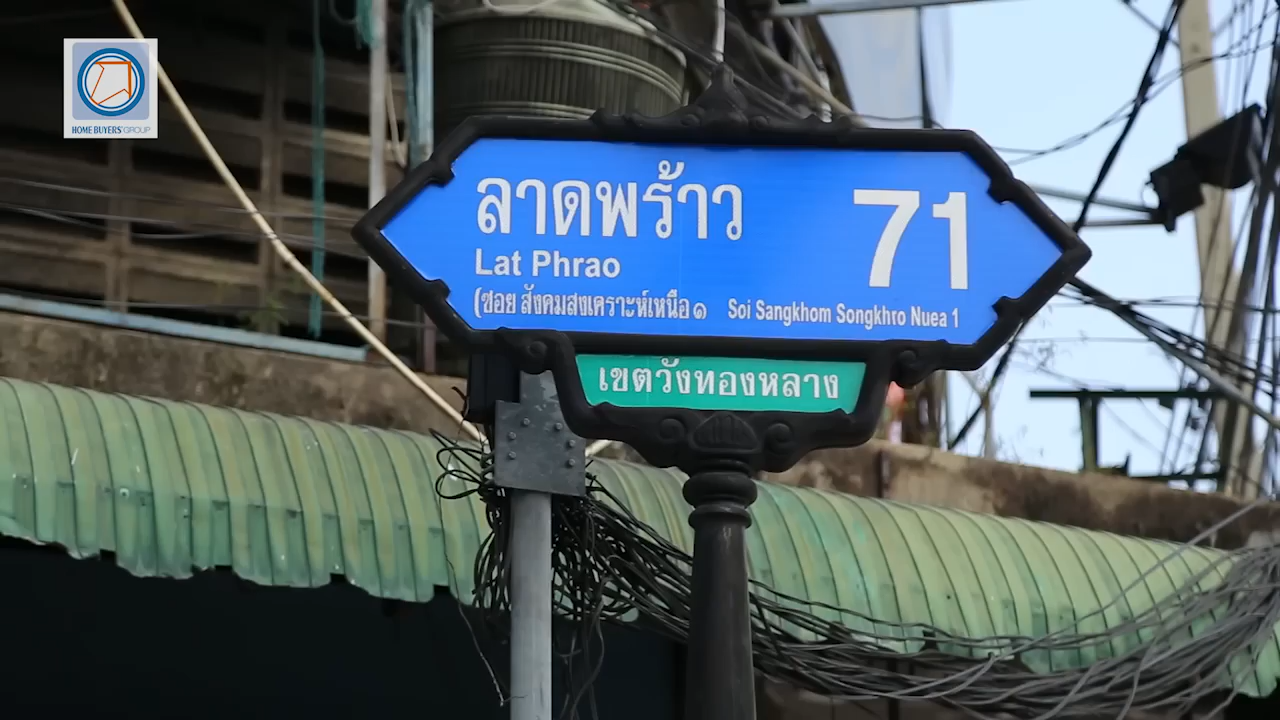 HOME BUYERS GROUP
ลาดพร้าว 71
Lat Phrao
(ซอย สังคมสงเคราะห์เหนือ ๑ Soi Sangkhom Songkhro Nuea 1
เขตวังทองหลาง